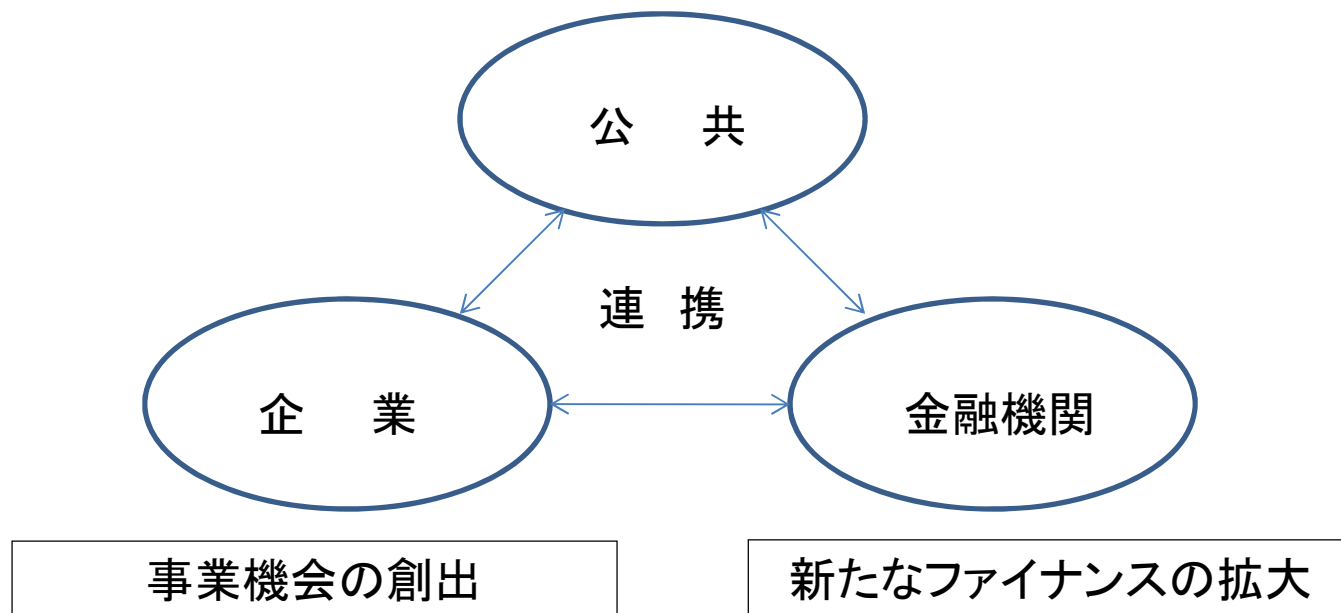 公　共
連 携
企　業
金融機関
事業機会の創出
新たなファイナンスの拡大